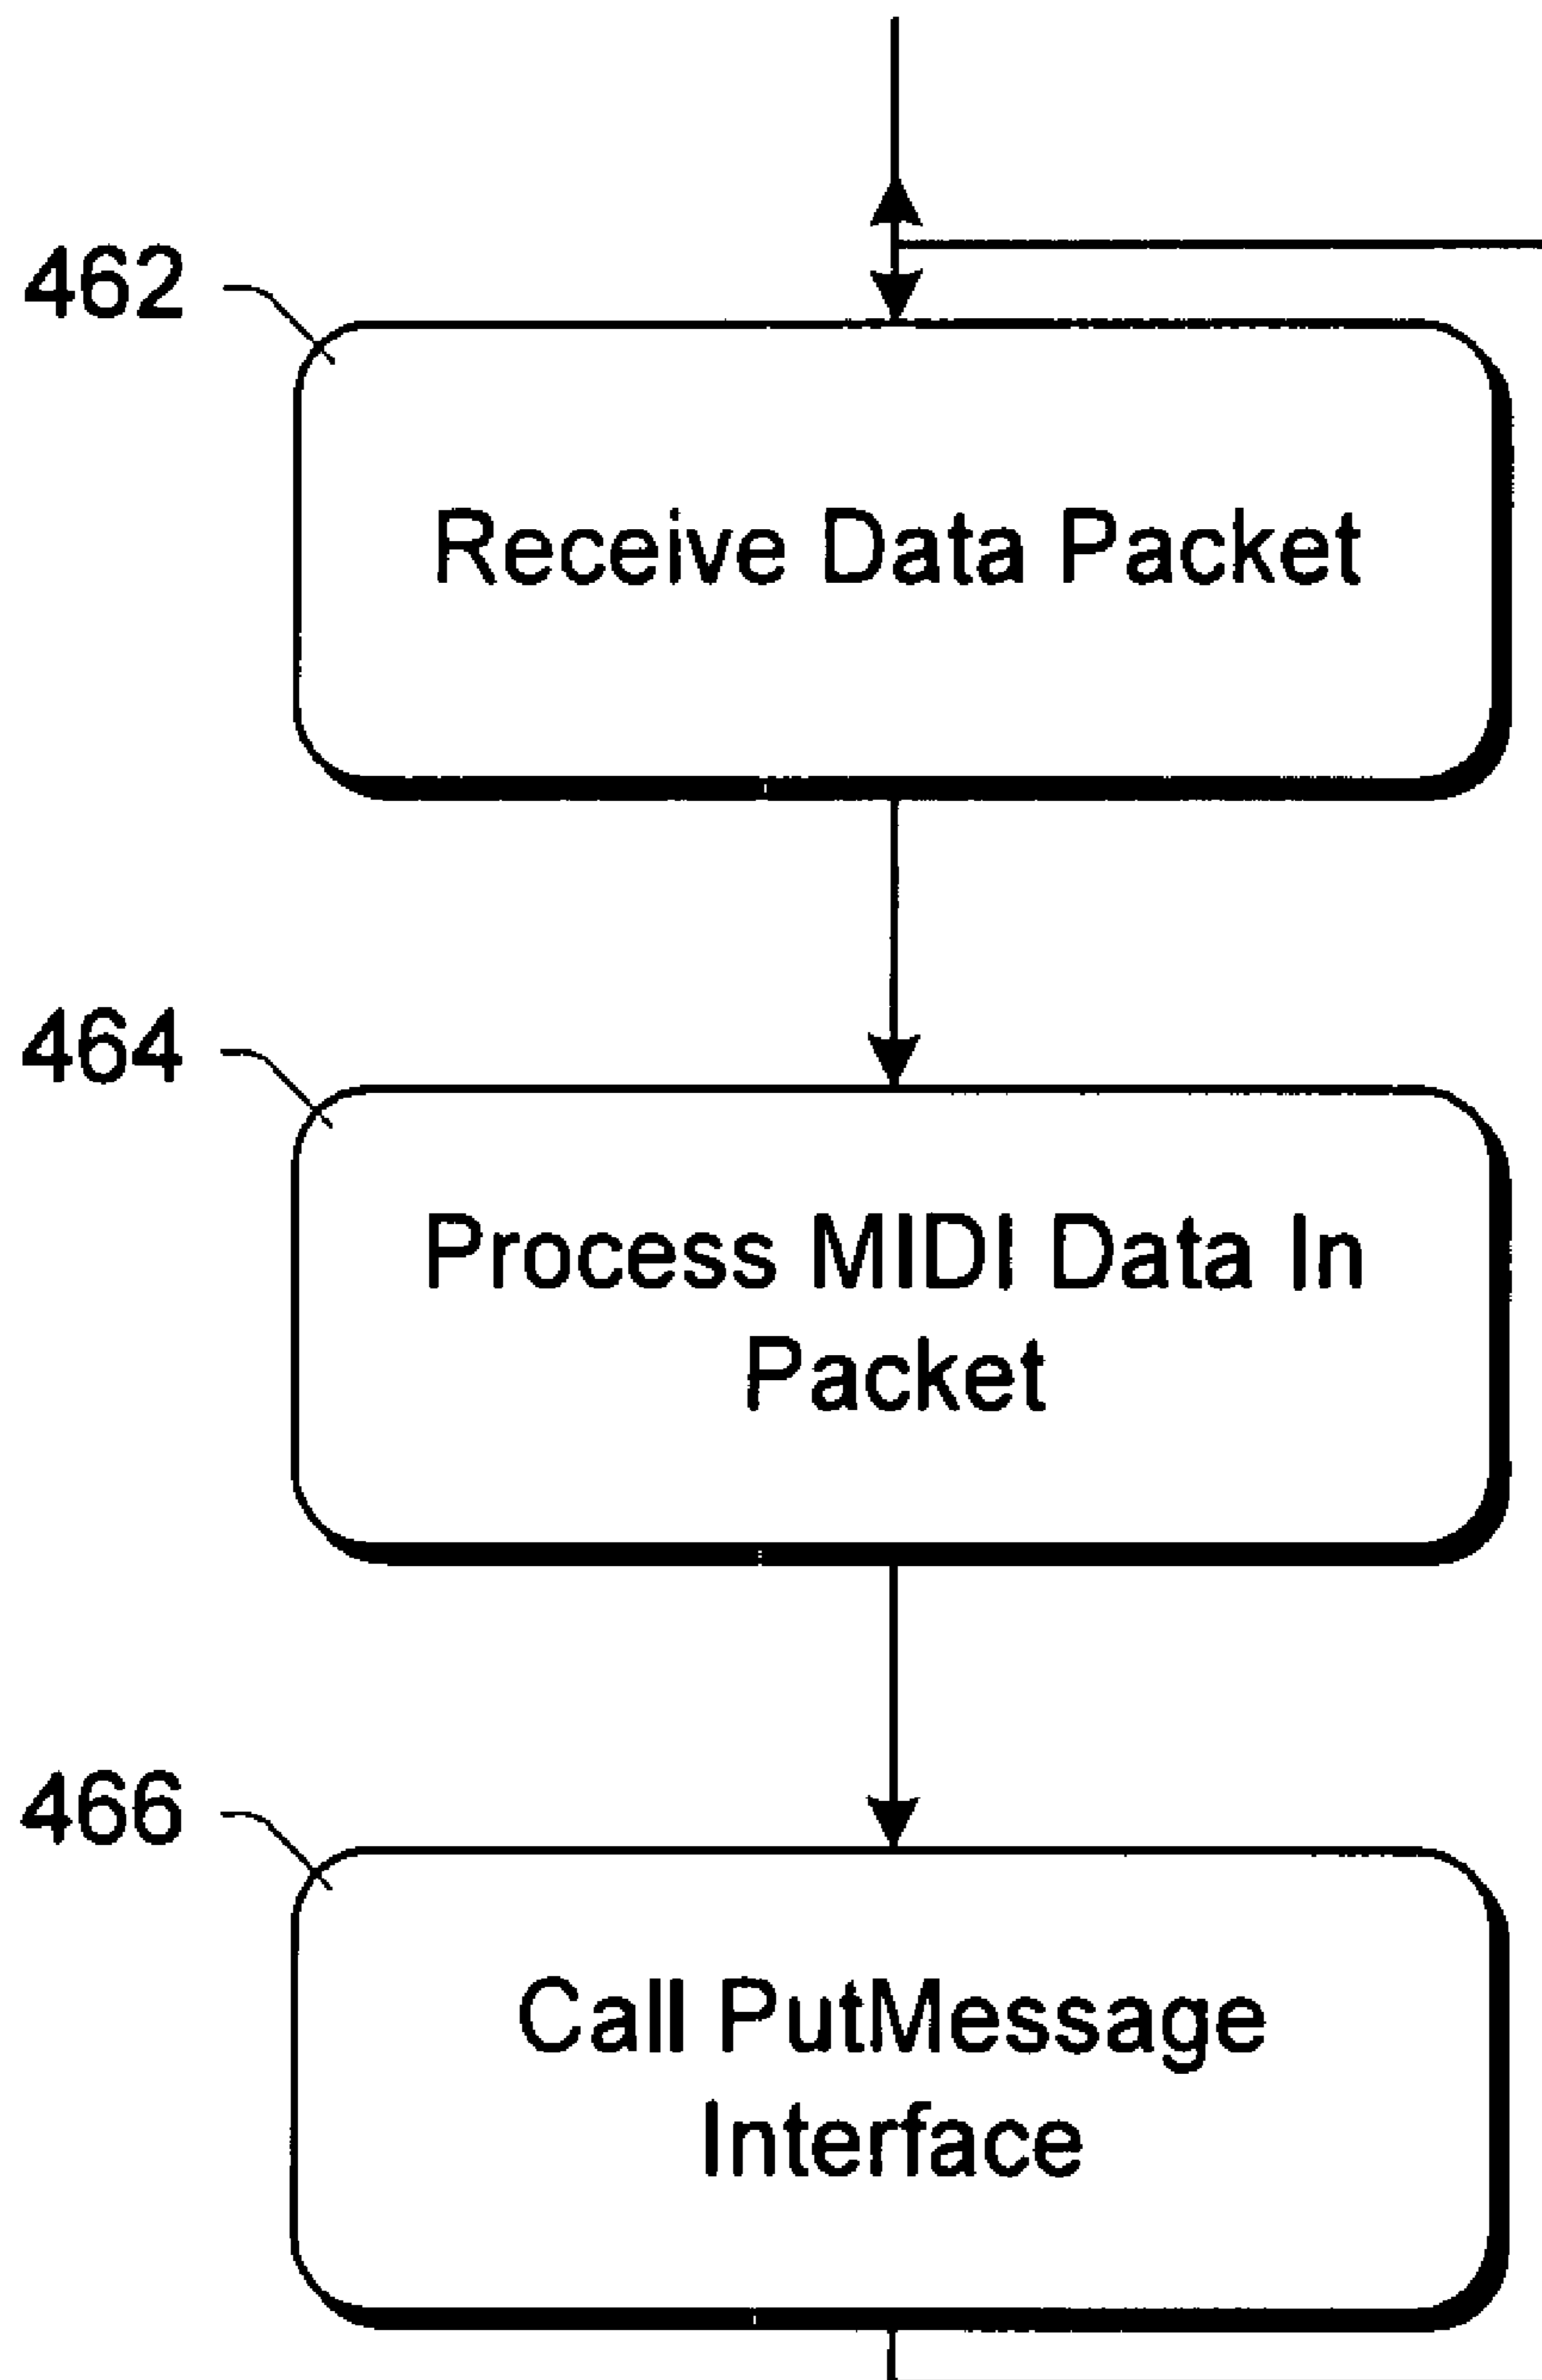 462
Receive Data Packet
464
Process MIDI Data In
Packet
466
Call PutMessage
Interface